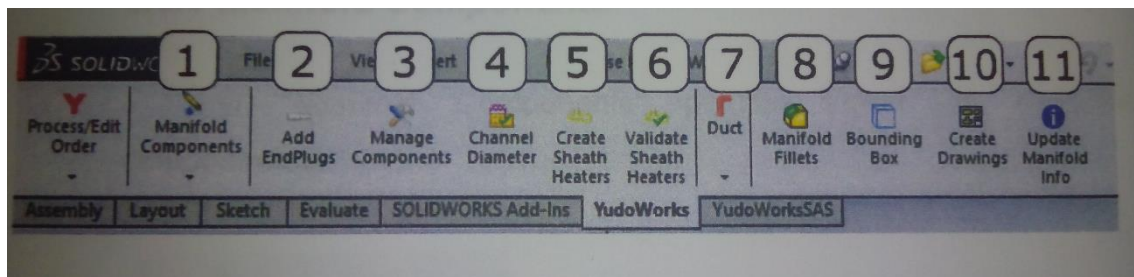 SOLIDWO
1
File
2
Vie
3
ert
4
5
se
6
W
7
8
9
10
11
Process/Edit
Order
Manifold
Components
Add
EndPlugs
Manage
Components
Channel
Diameter
Create
Sheath
Heaters
Validate
Sheath
Heaters
Duct
Manifold
Fillets
Bounding
Box
Create
Drawings
Update
Manifold
Info
Assembly Layout Sketch Evaluate SOLIDWORKS Add-Ins YudoWorks YudoWorksSAS